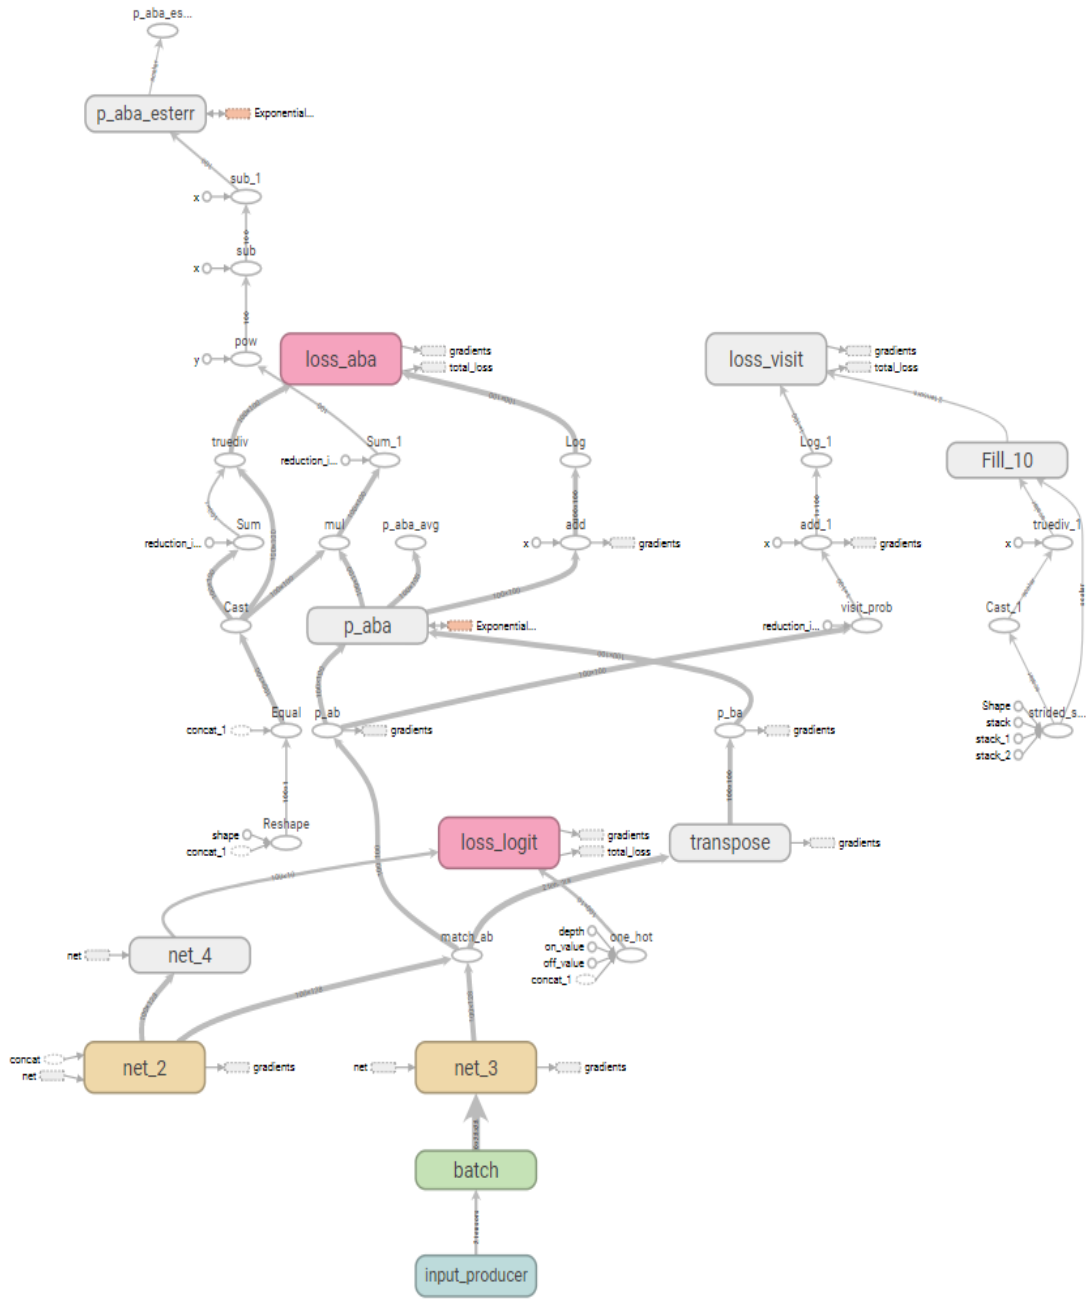 p_aba_es...
p_aba_esterr
Exponential...
sub_1
x
sub
x
pow
y
loss_aba
gradients
total_loss
loss_visit
gradients
total_loss
truediv
reduction_i...
Sum_1
Log
Log_1
Fill_10
reduction_i...
Sum
mul
p_aba_avg
x
add
gradients
x
add_1
gradients
x
truediv_1
Cast
p_aba
Exponential...
reduction_i...
visit_prob
Cast_1
100x100
100x100
concat_1
Equal
p_ab
gradients
p_ba
gradients
Shape
stack
stack_1
stack_2
strided_s...
shape
concat_1
Reshape
loss_logit
gradients
total_loss
transpose
gradients
net
net_4
match_ab
depth
on_value
off_value
concat_1
one_hot
concat
net
net_2
gradients
net
net_3
gradients
batch
input_producer